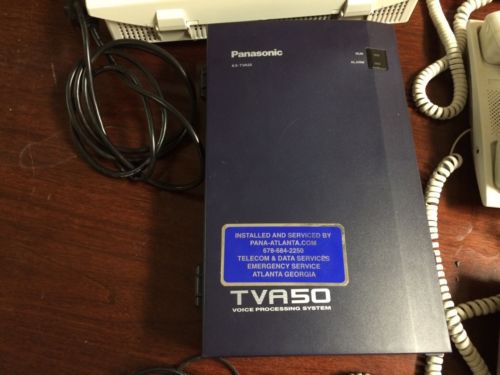 Panasonic
KX-TVA50
RUN
ALARM
INSTALLED AND SERVICED BY
PANA-ATLANTA.COM
678-684-2250
TELECOM & DATA SERVICES
EMERGENCY SERVICE
ATLANTA GEORGIA
TVA50
VOICE PROCESSING SYSTEM